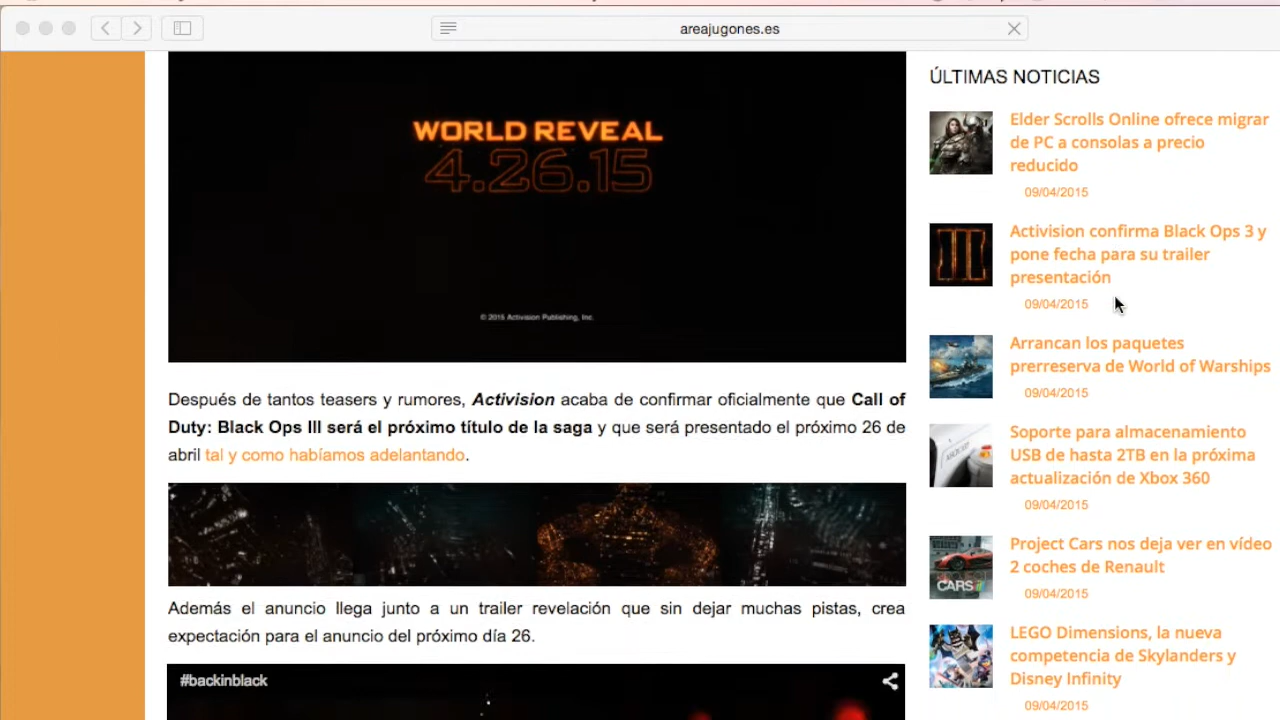 areajugones.es
WORLD REVEAL
4.26.15
© 2015 Activision Publishing, Inc.
Después de tantos teasers y rumores, Activision acaba de confirmar oficialmente que Call of
Duty: Black Ops III será el próximo título de la saga y que será presentado el próximo 26 de
abril tal y como habíamos adelantando.
Además el anuncio llega junto a un trailer revelación que sin dejar muchas pistas, crea
expectación para el anuncio del próximo día 26.
#backinblack
ÚLTIMAS NOTICIAS
Elder Scrolls Online ofrece migrar
de PC a consolas a precio
reducido
09/04/2015
Activision confirma Black Ops 3 y
pone fecha para su trailer
presentación
09/04/2015
Arrancan los paquetes
prerreserva de World of Warships
09/04/2015
Soporte para almacenamiento
USB de hasta 2TB en la próxima
actualización de Xbox 360
09/04/2015
CARS
Project Cars nos deja ver en vídeo
2 coches de Renault
09/04/2015
LEGO Dimensions, la nueva
competencia de Skylanders y
Disney Infinity
09/04/2015